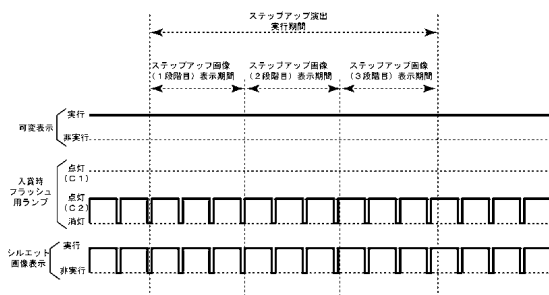 ステップアップ演出
実行期間
ステップアップ画像
(1段階目)表示期間
ステップアップ画像
(2段階目)表示期間
ステップアップ画像
(3段階目)表示期間
可変表示
実行
非実行
入賞時
フラッシュ
用ランプ
点灯
(C1)
点灯
(C2)
消灯
シルエット
画像表示
実行
非実行